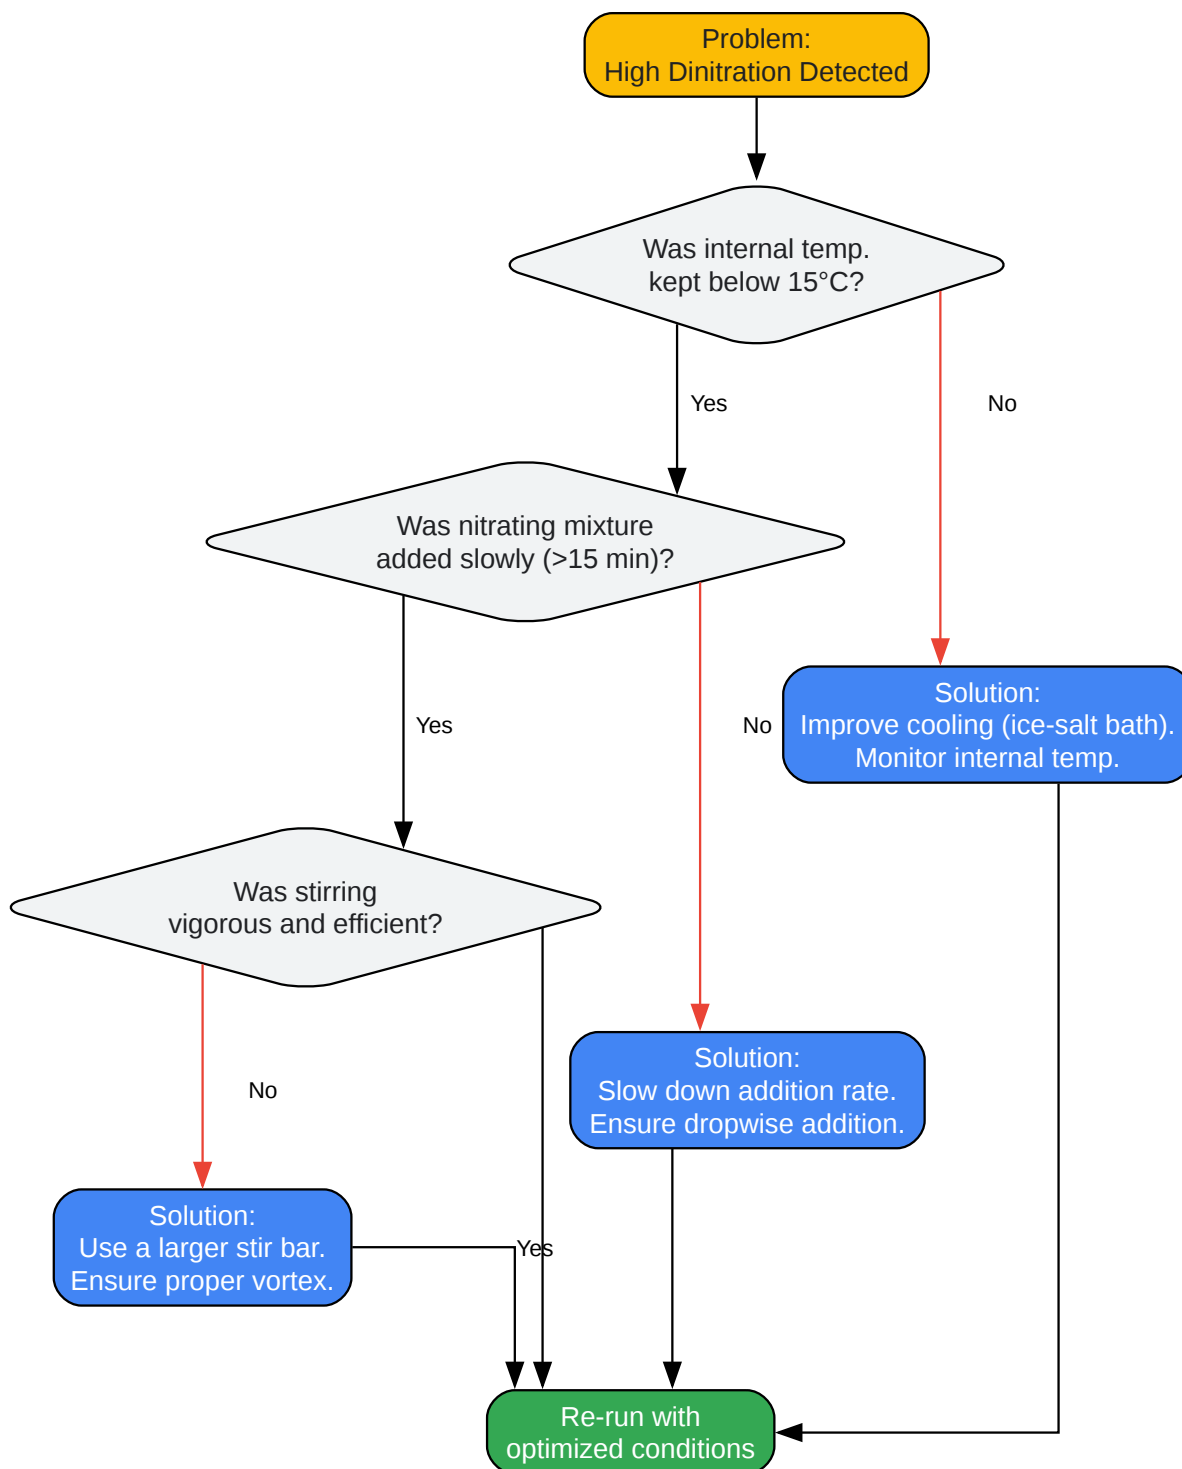 Problem:
High Dinitration Detected
Was internal temp.
kept below 15°C?
Yes
No
Was nitrating mixture
added slowly (>15 min)?
Solution:
Improve cooling (ice-salt bath).
Monitor internal temp.
Yes
No
Was stirring
vigorous and efficient?
Solution:
Slow down addition rate.
Ensure dropwise addition.
No
Solution:
Use a larger stir bar.
Ensure proper vortex.
Yes
Re-run with
optimized conditions